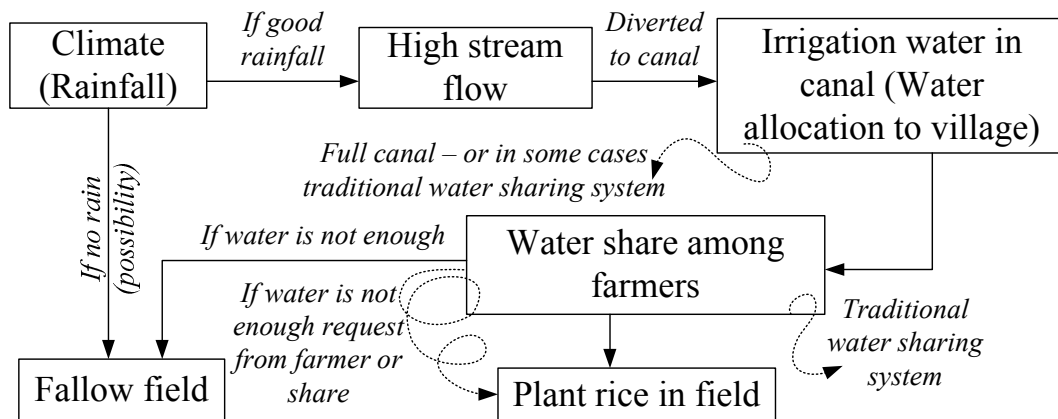 Climate
(Rainfall)
If good
rainfall
High stream
flow
Diverted
to canal
Irrigation water in
canal (Water
allocation to village)
Full canal – or in some cases
traditional water sharing system
If no rain
(possibility)
If water is not enough
Water share among
farmers
If water is not
enough request
from farmer or
share
Traditional
water sharing
system
Fallow field
Plant rice in field